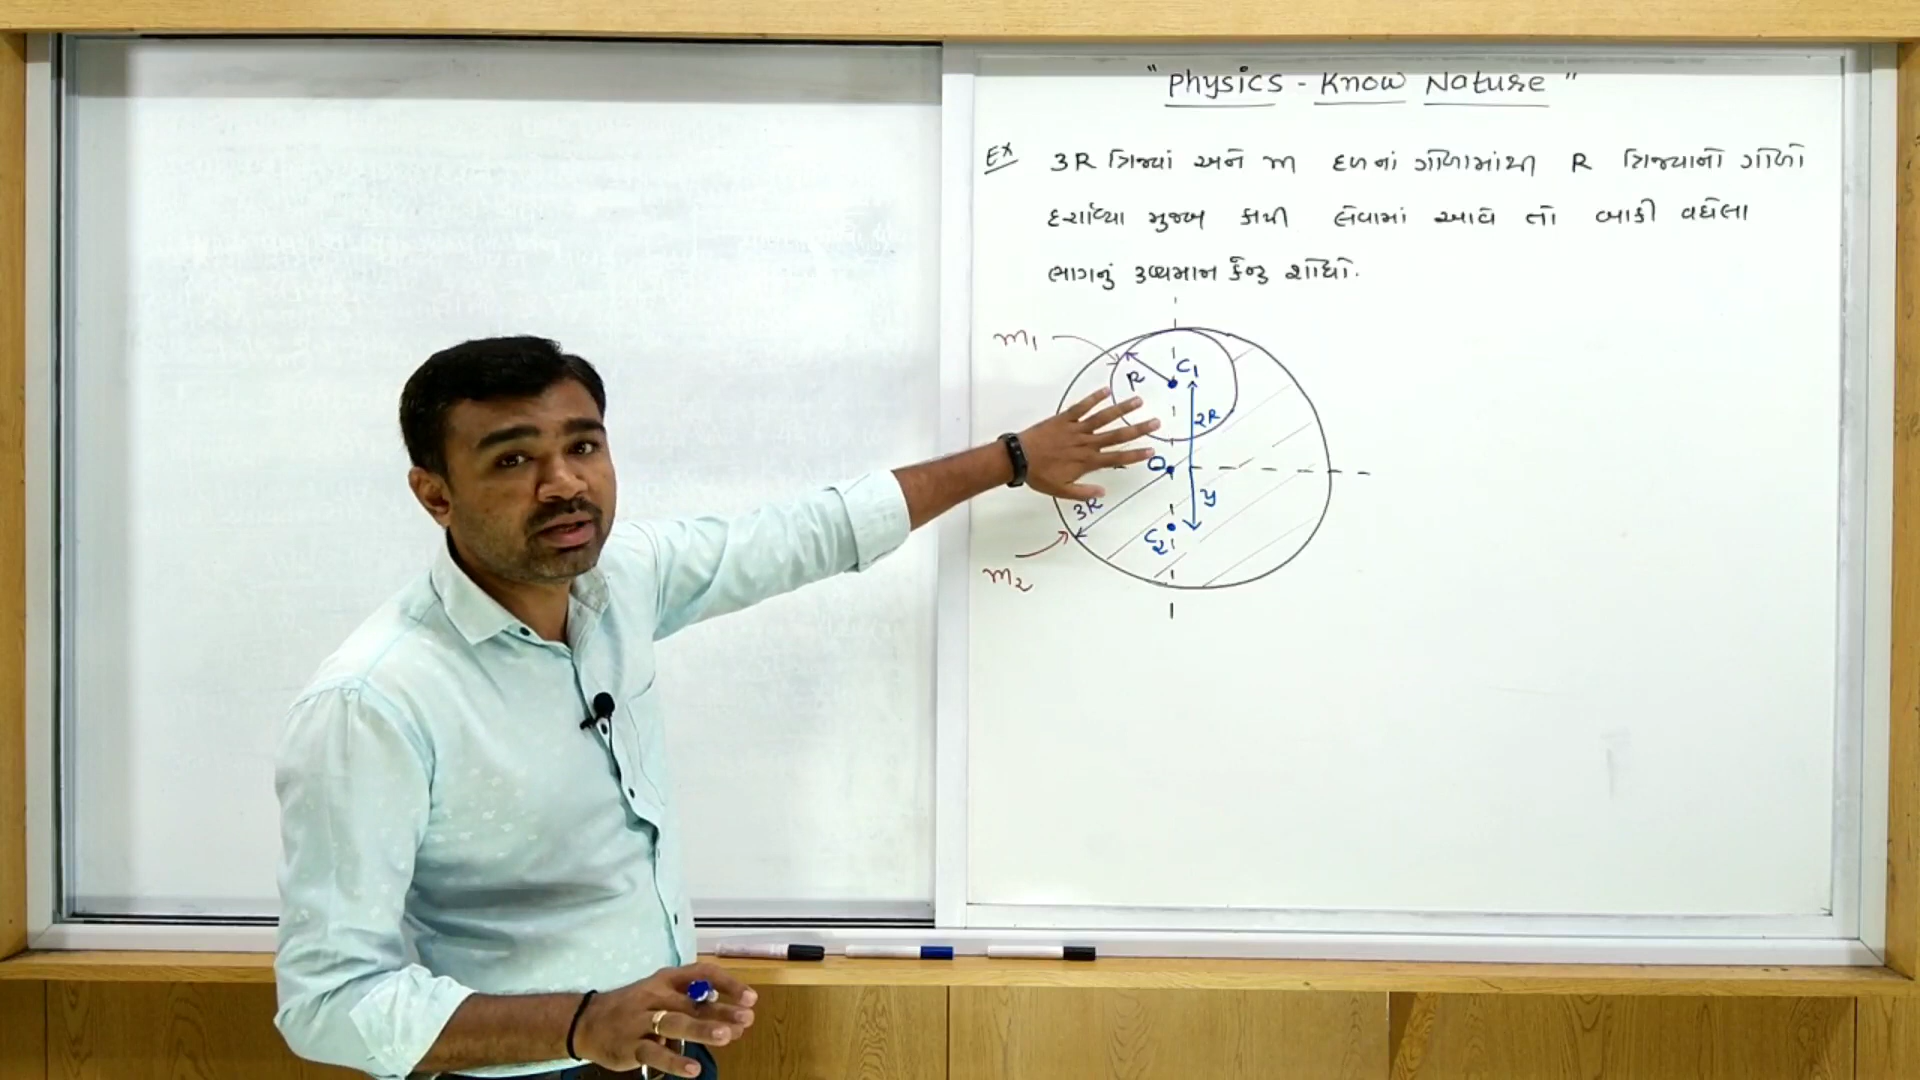 "Physics - Know Nature"
Ex 3R ત્રિજ્યાં અને m દળનાં ગોળામાંથી R ત્રિજ્યાનો ગોળો
દર્શાવ્યા મુજબ કાપી લેવામાં આવે તો બાકી વધેલા
ભાગનું દ્રવ્યમાન કેન્દ્ર શોધો.
m1
C1
R
2R
O
3R
y
C2
m2